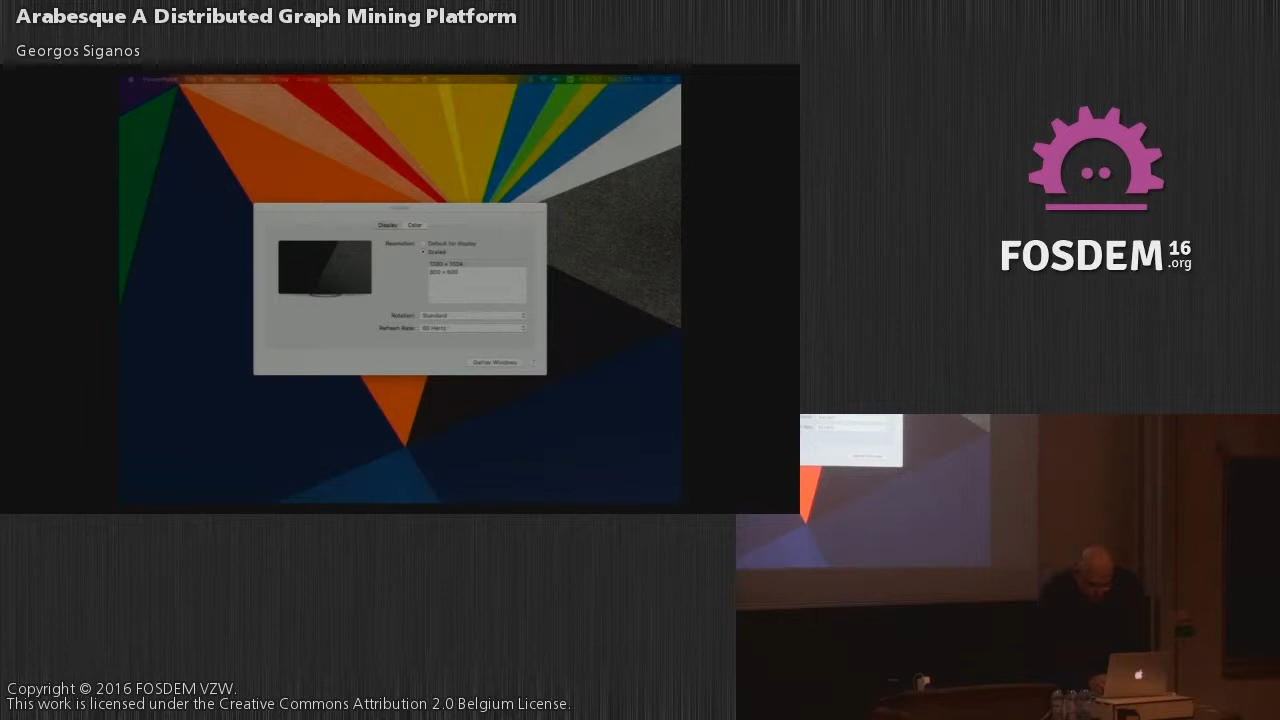 Arabesque A Distributed Graph Mining Platform
Georgos Siganos
Display Color
Resolution: Default for display
Scaled
800 × 600
Rotation: Standard
Refresh Rate: 60 Hertz
Gather Windows
FOSDEM 16
.org
Copyright © 2016 FOSDEM VZW.
This work is licensed under the Creative Commons Attribution 2.0 Belgium License.